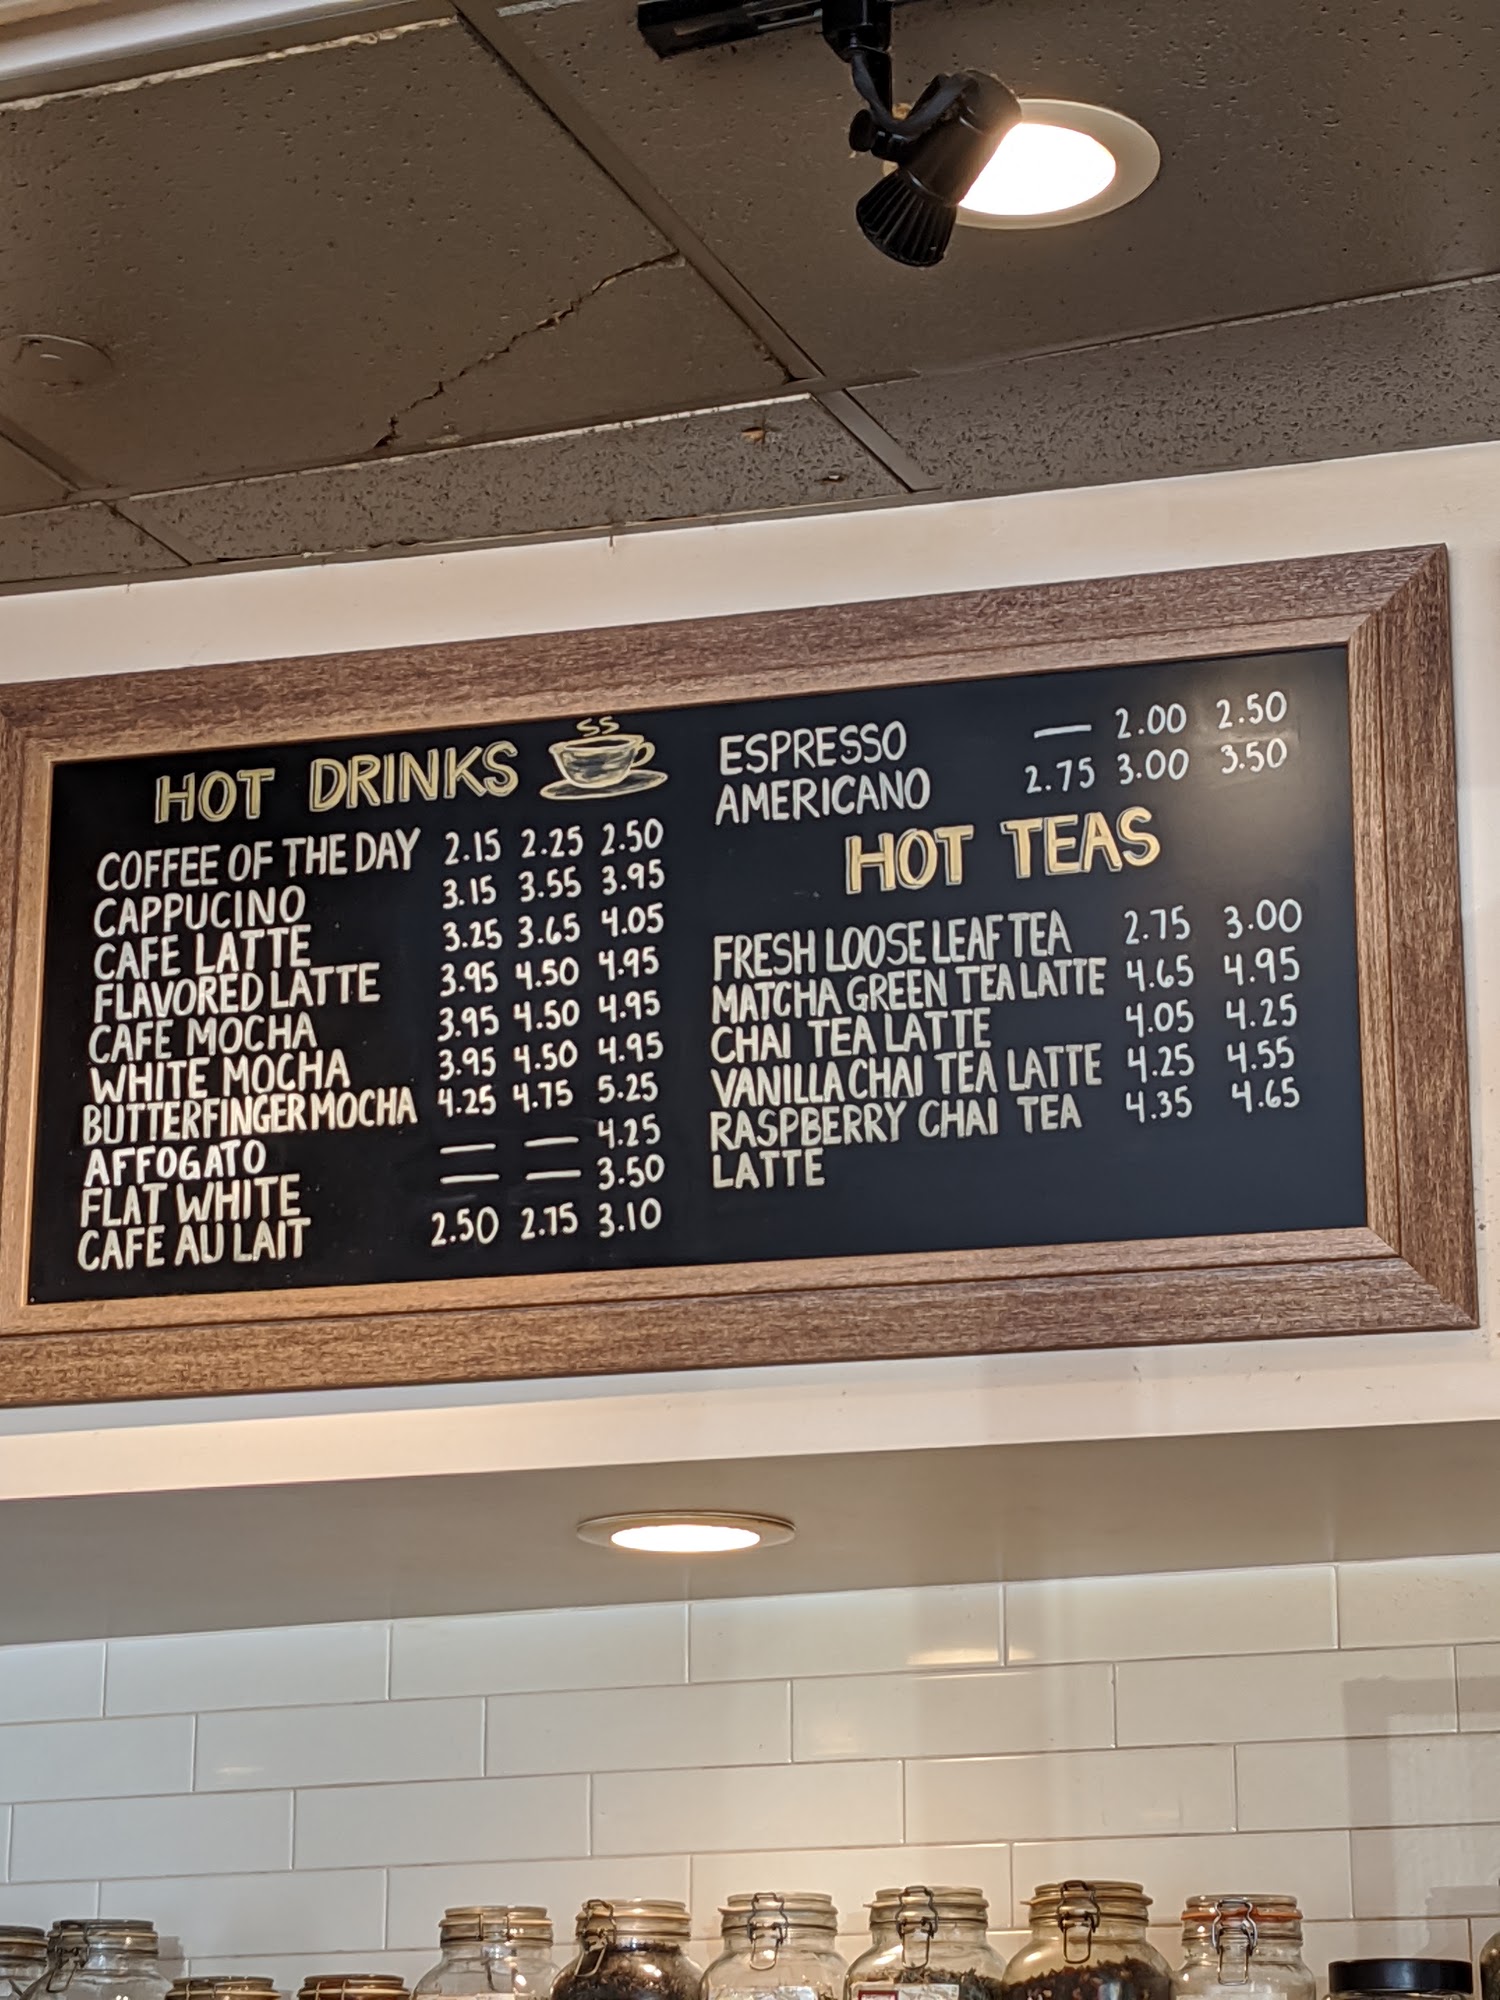 HOT DRINKS
COFFEE OF THE DAY 2.15 2.25 2.50
CAPPUCINO 3.15 3.55 3.95
CAFE LATTE 3.25 3.65 4.05
FLAVORED LATTE 3.95 4.50 4.95
CAFE MOCHA 3.95 4.50 4.95
WHITE MOCHA 3.95 4.50 4.95
BUTTERFINGER MOCHA 4.25 4.75 5.25
AFFOGATO — — 4.25
FLAT WHITE — — 3.50
CAFE AU LAIT 2.50 2.75 3.10
ESPRESSO — 2.00 2.50
AMERICANO 2.75 3.00 3.50
HOT TEAS
FRESH LOOSE LEAF TEA 2.75 3.00
MATCHA GREEN TEA LATTE 4.65 4.95
CHAI TEA LATTE 4.05 4.25
VANILLA CHAI TEA LATTE 4.25 4.55
RASPBERRY CHAI TEA 4.35 4.65
LATTE